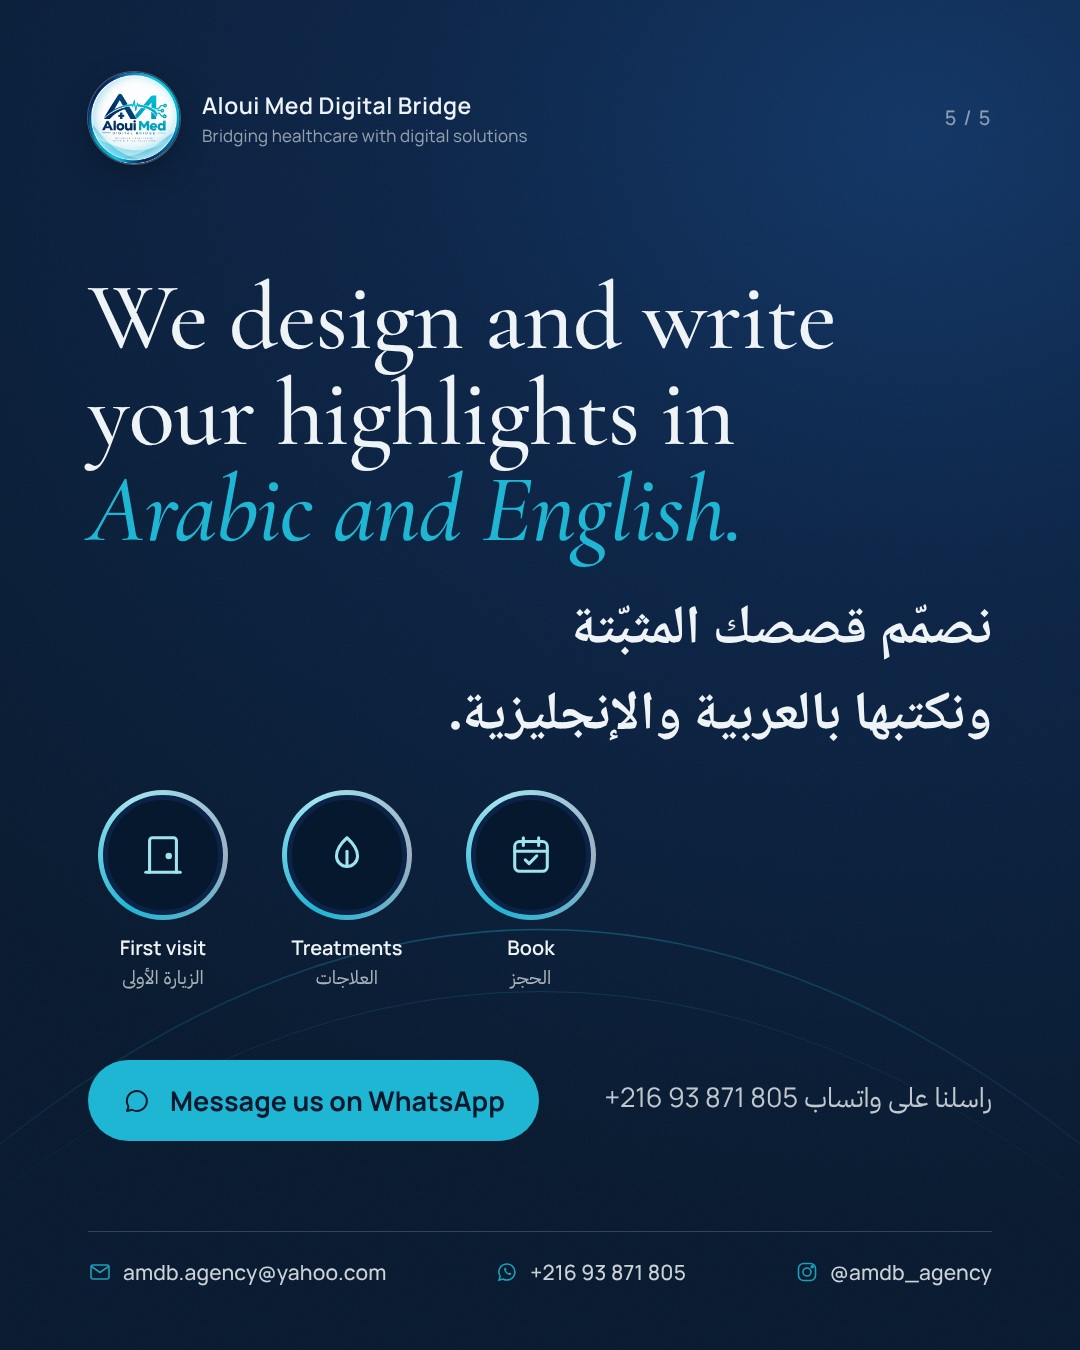 Aloui Med
DIGITAL BRIDGE
Aloui Med Digital Bridge
Bridging healthcare with digital solutions
5 / 5
We design and write
your highlights in
Arabic and English.
نصمّم قصصك المثبّتة
ونكتبها بالعربية والإنجليزية.
First visit
الزيارة الأولى
Treatments
العلاجات
Book
الحجز
Message us on WhatsApp
راسلنا على واتساب 805 871 93 216+
amdb.agency@yahoo.com
+216 93 871 805
@amdb_agency